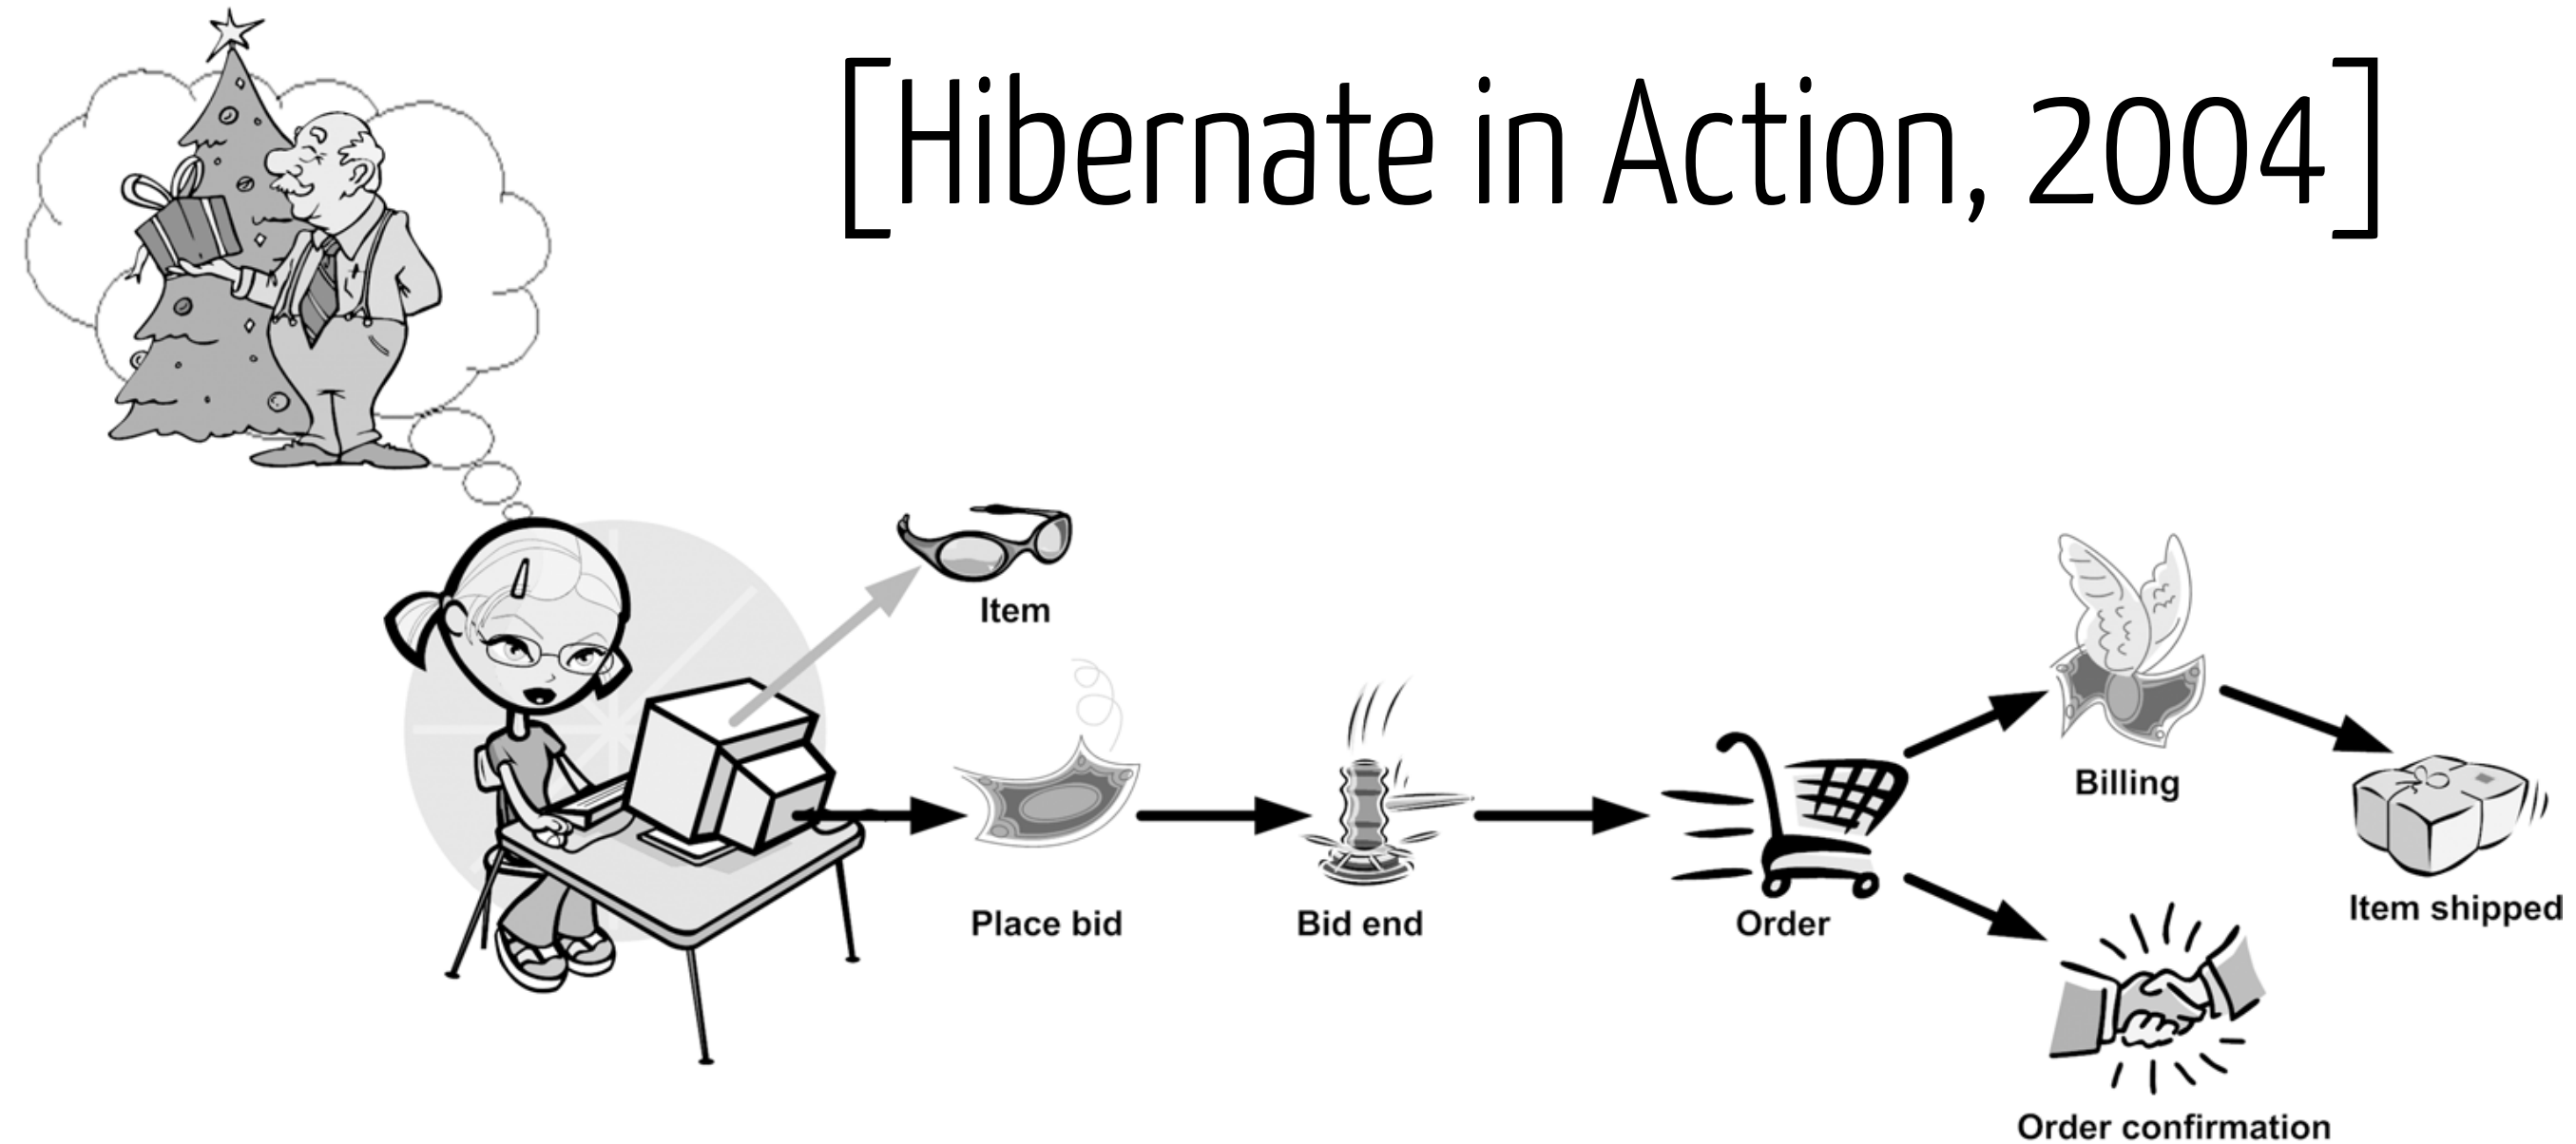 [Hibernate in Action, 2004]
Item
Place bid
Bid end
Order
Billing
Item shipped
Order confirmation